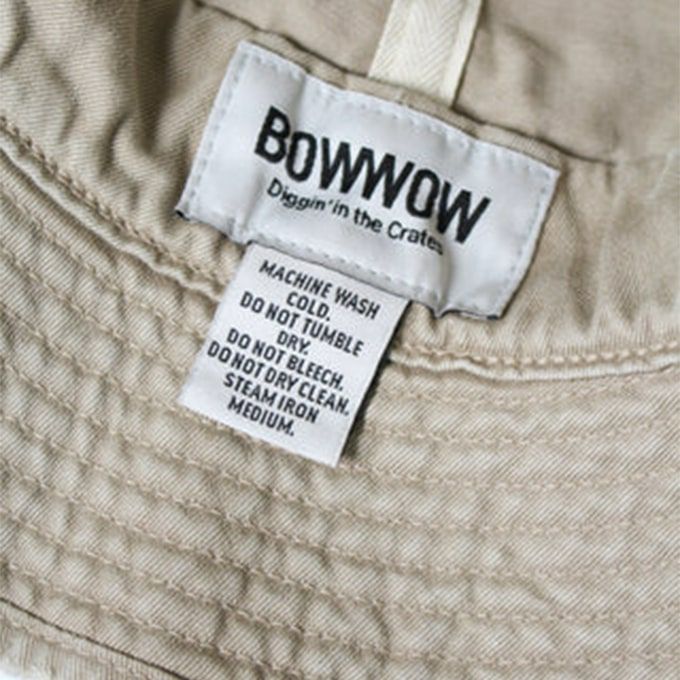 BOWWOW
Diggin' in the Crates
MACHINE WASH
COLD.
DO NOT TUMBLE
DRY.
DO NOT BLEECH.
DO NOT DRY CLEAN.
STEAM IRON
MEDIUM.